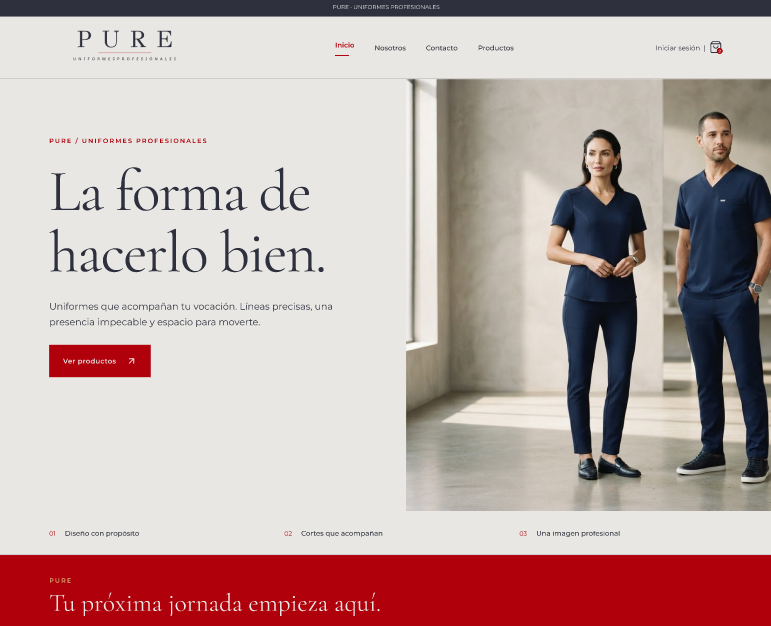 PURE · UNIFORMES PROFESIONALES
PURE
UNIFORMESPROFESIONALES
Inicio
Nosotros
Contacto
Productos
Iniciar sesión |
PURE / UNIFORMES PROFESIONALES
La forma de
hacerlo bien.
Uniformes que acompañan tu vocación. Líneas precisas, una
presencia impecable y espacio para moverte.
Ver productos
01 Diseño con propósito
02 Cortes que acompañan
03 Una imagen profesional
PURE
Tu próxima jornada empieza aquí.